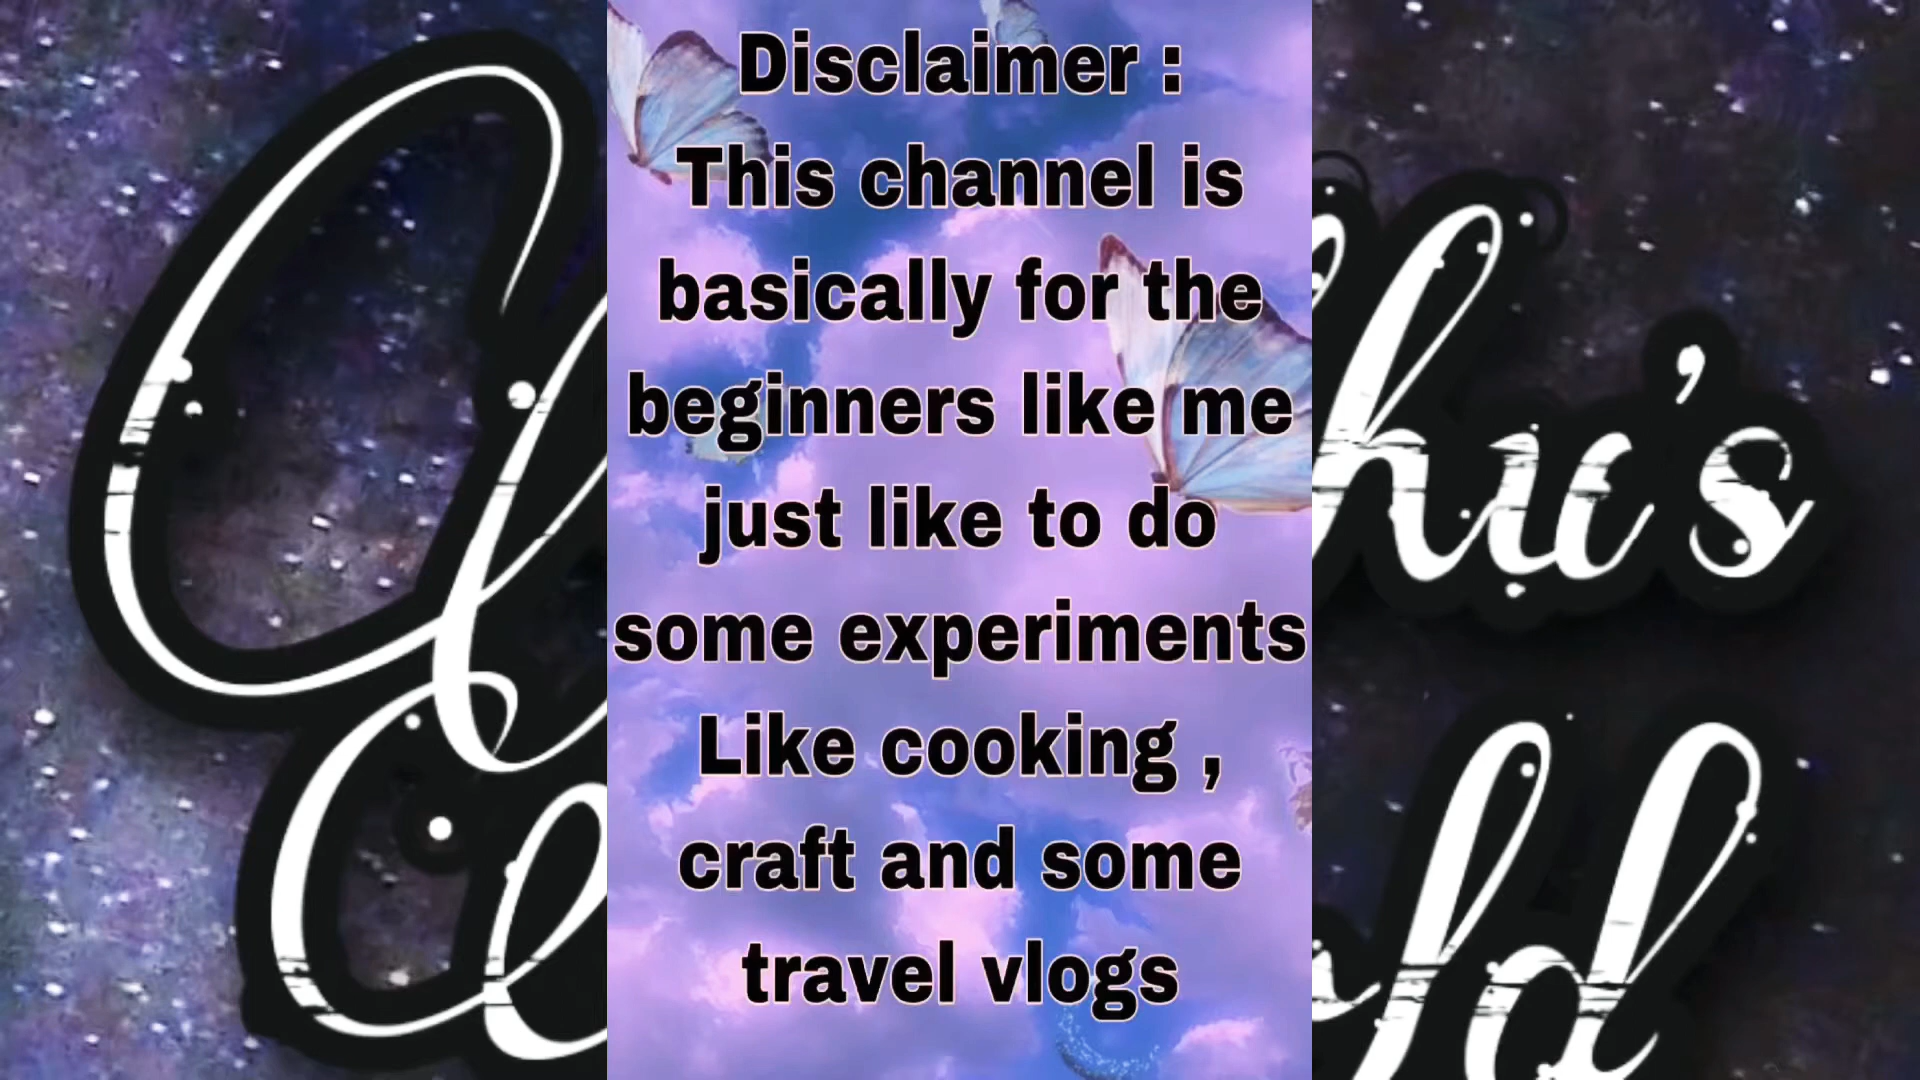 Disclaimer :
This channel is
basically for the
beginners like me
just like to do
some experiments
Like cooking ,
craft and some
travel vlogs